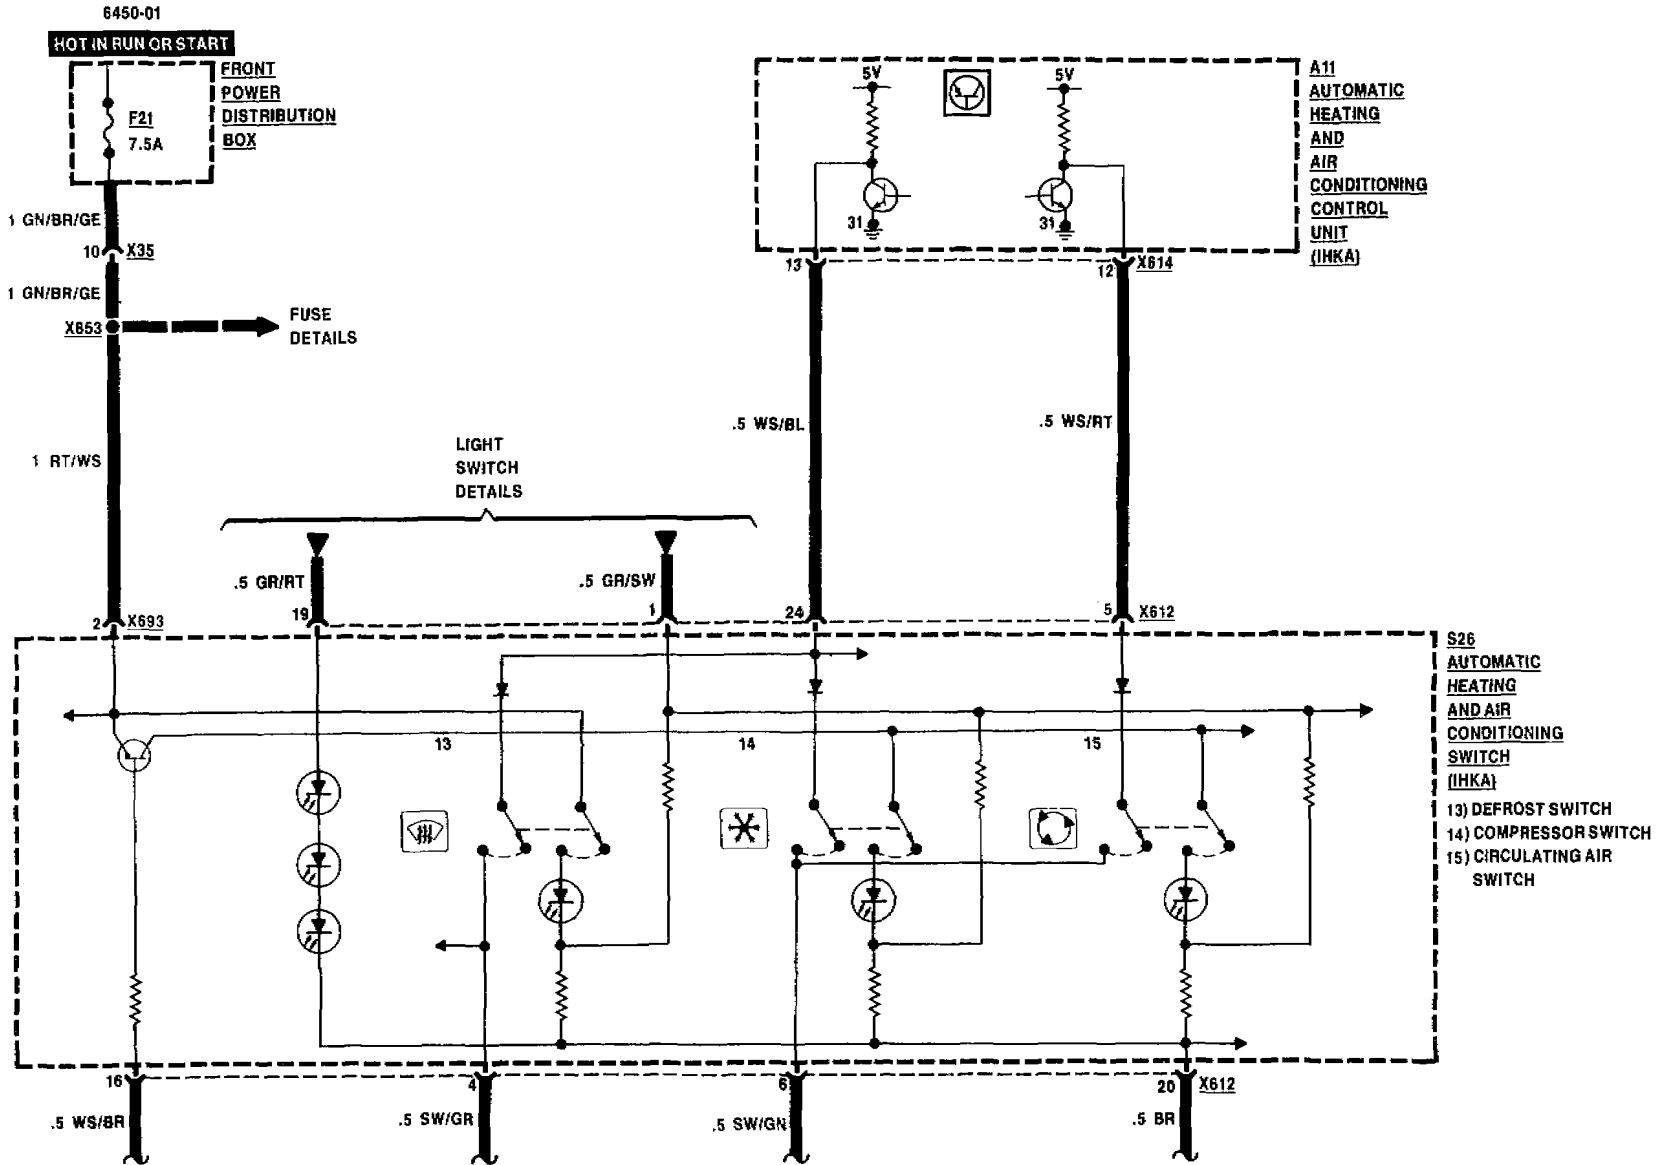 6450-01
HOT IN RUN OR START
FRONT
POWER
DISTRIBUTION
BOX
F21
7.5A
1 GN/BR/GE
10
X35
1 GN/BR/GE
X653
FUSE
DETAILS
1 RT/WS
2
X693
LIGHT
SWITCH
DETAILS
.5 GR/RT
19
.5 GR/SW
1
5V
5V
31
31
A11
AUTOMATIC
HEATING
AND
AIR
CONDITIONING
CONTROL
UNIT
(IHKA)
13
12
X614
.5 WS/BL
.5 WS/RT
24
5
X612
S26
AUTOMATIC
HEATING
AND AIR
CONDITIONING
SWITCH
(IHKA)
13) DEFROST SWITCH
14) COMPRESSOR SWITCH
15) CIRCULATING AIR
SWITCH
13
14
15
16
4
6
20
X612
.5 WS/BR
.5 SW/GR
.5 SW/GN
.5 BR